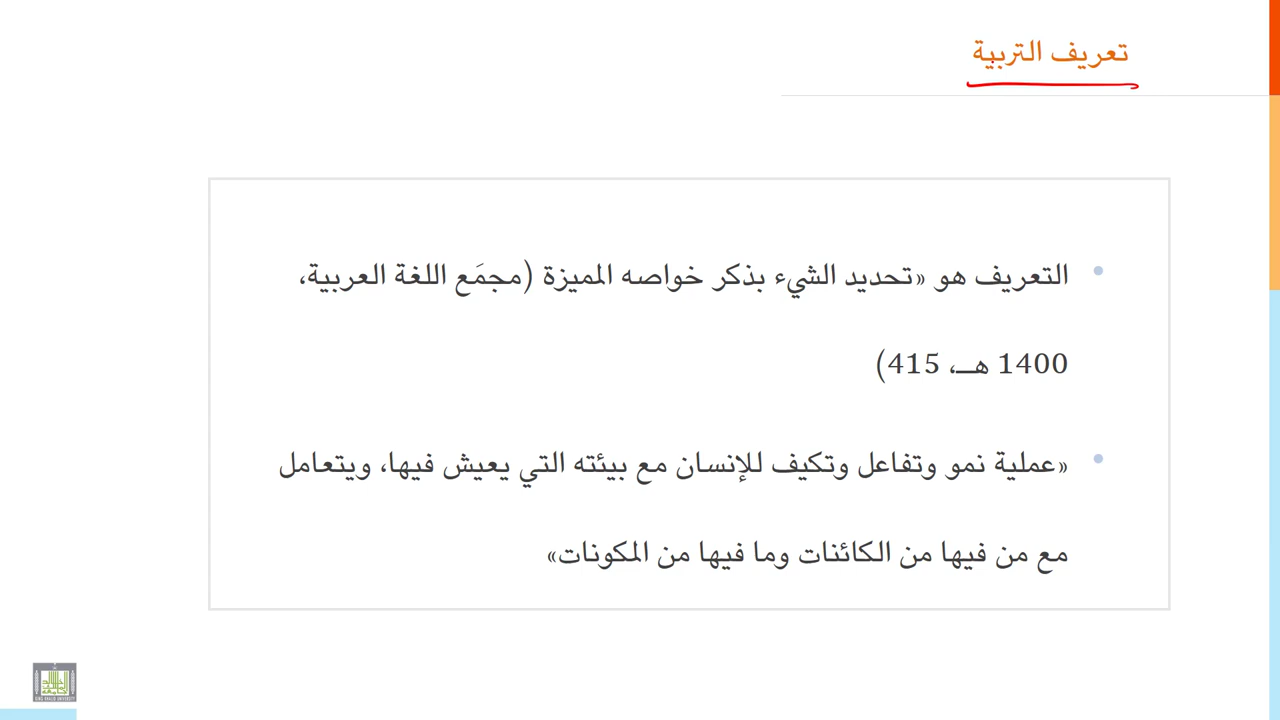 تعريف التربية
• التعريف هو «تحديد الشيء بذكر خواصه المميزة (مجمَع اللغة العربية،
1400 هـ، 415)
• «عملية نمو وتفاعل وتكيف للإنسان مع بيئته التي يعيش فيها، ويتعامل
مع من فيها من الكائنات وما فيها من المكونات»